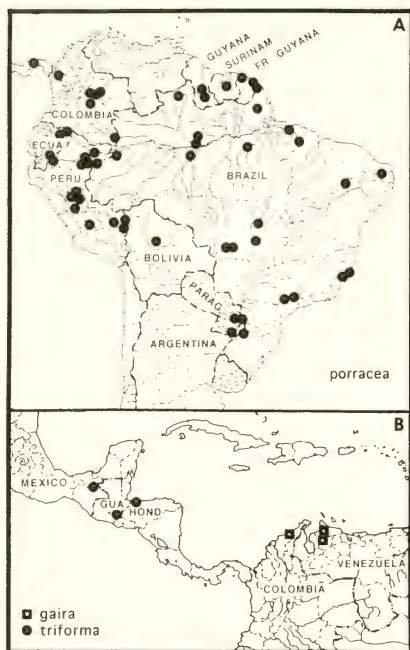 A
GUYANA
SURINAM
FR GUYANA
COLOMBIA
ECUA
PERU
BRAZIL
BOLIVIA
PARAG.
ARGENTINA
porracea
B
MEXICO
GUA
HOND
VENEZUELA
COLOMBIA
gaira
triforma